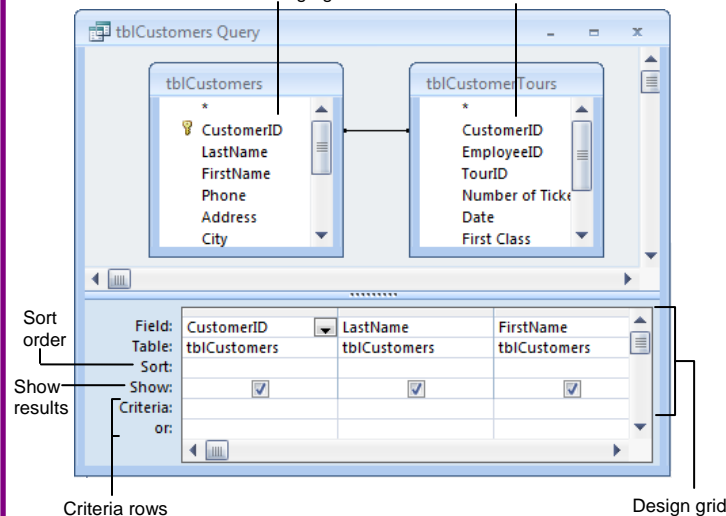 tblCustomers Query
tblCustomers
*
CustomerID
LastName
FirstName
Phone
Address
City
tblCustomerTours
*
CustomerID
EmployeeID
TourID
Number of Ticke
Date
First Class
Sort order
Show results
Criteria rows
Field: CustomerID LastName FirstName
Table: tblCustomers tblCustomers tblCustomers
Sort:
Show:
Criteria:
or:
Design grid